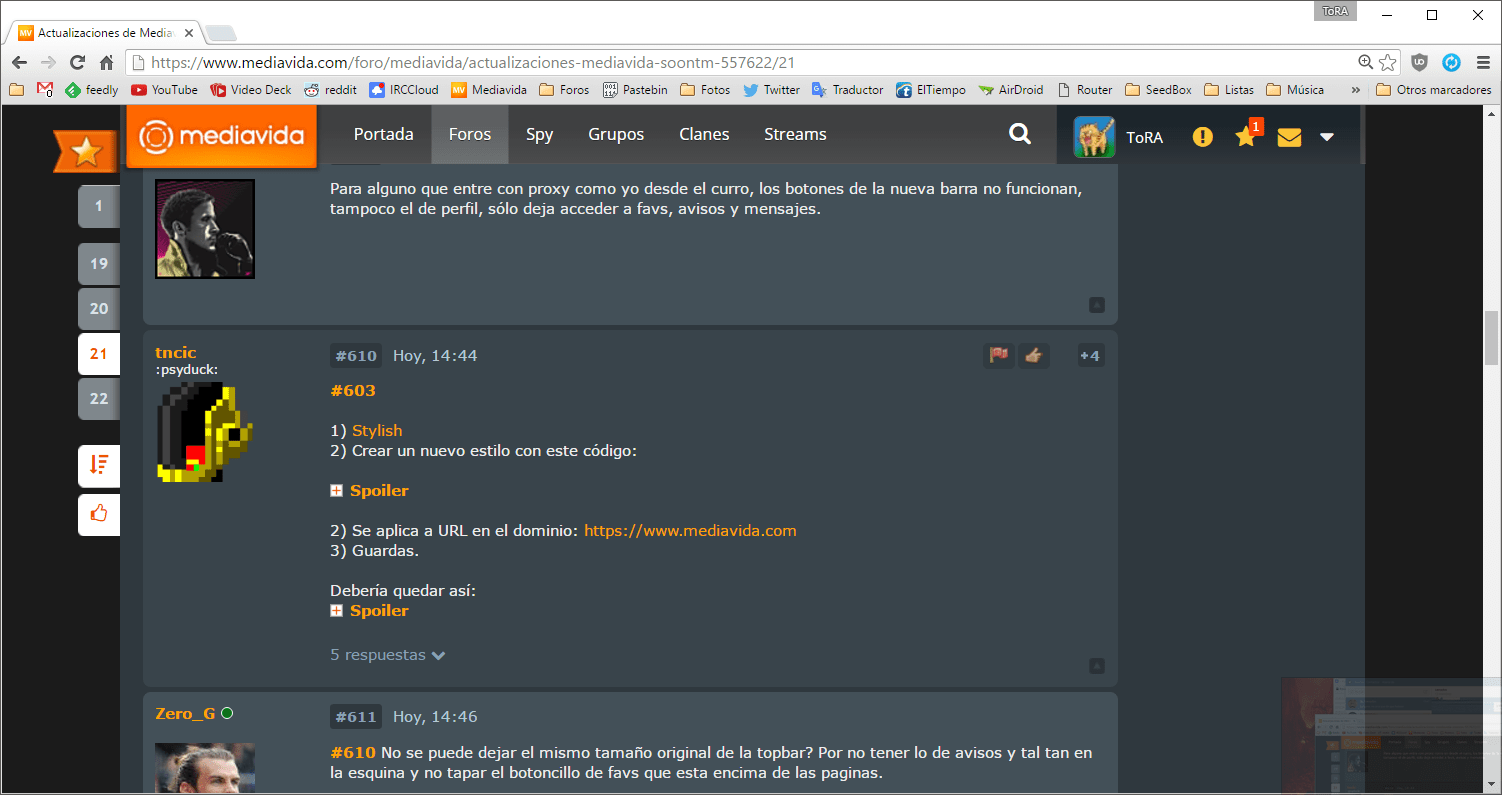 ToRA
Actualizaciones de Media
https://www.mediavida.com/foro/mediavida/actualizaciones-mediavida-soontm-557622/21
feedly YouTube Video Deck reddit IRCCloud Mediavida Foros Pastebin Fotos Twitter Traductor ElTiempo AirDroid Router SeedBox Listas Música » Otros marcadores
mediavida Portada Foros Spy Grupos Clanes Streams ToRA 1
1
19
20
21
22
Para alguno que entre con proxy como yo desde el curro, los botones de la nueva barra no funcionan,
tampoco el de perfil, sólo deja acceder a favs, avisos y mensajes.
tncic
:psyduck:
#610 Hoy, 14:44 +4
#603
1) Stylish
2) Crear un nuevo estilo con este código:
Spoiler
2) Se aplica a URL en el dominio: https://www.mediavida.com
3) Guardas.
Debería quedar así:
Spoiler
5 respuestas
Zero_G
#611 Hoy, 14:46
#610 No se puede dejar el mismo tamaño original de la topbar? Por no tener lo de avisos y tal tan en
la esquina y no tapar el botoncillo de favs que esta encima de las paginas.